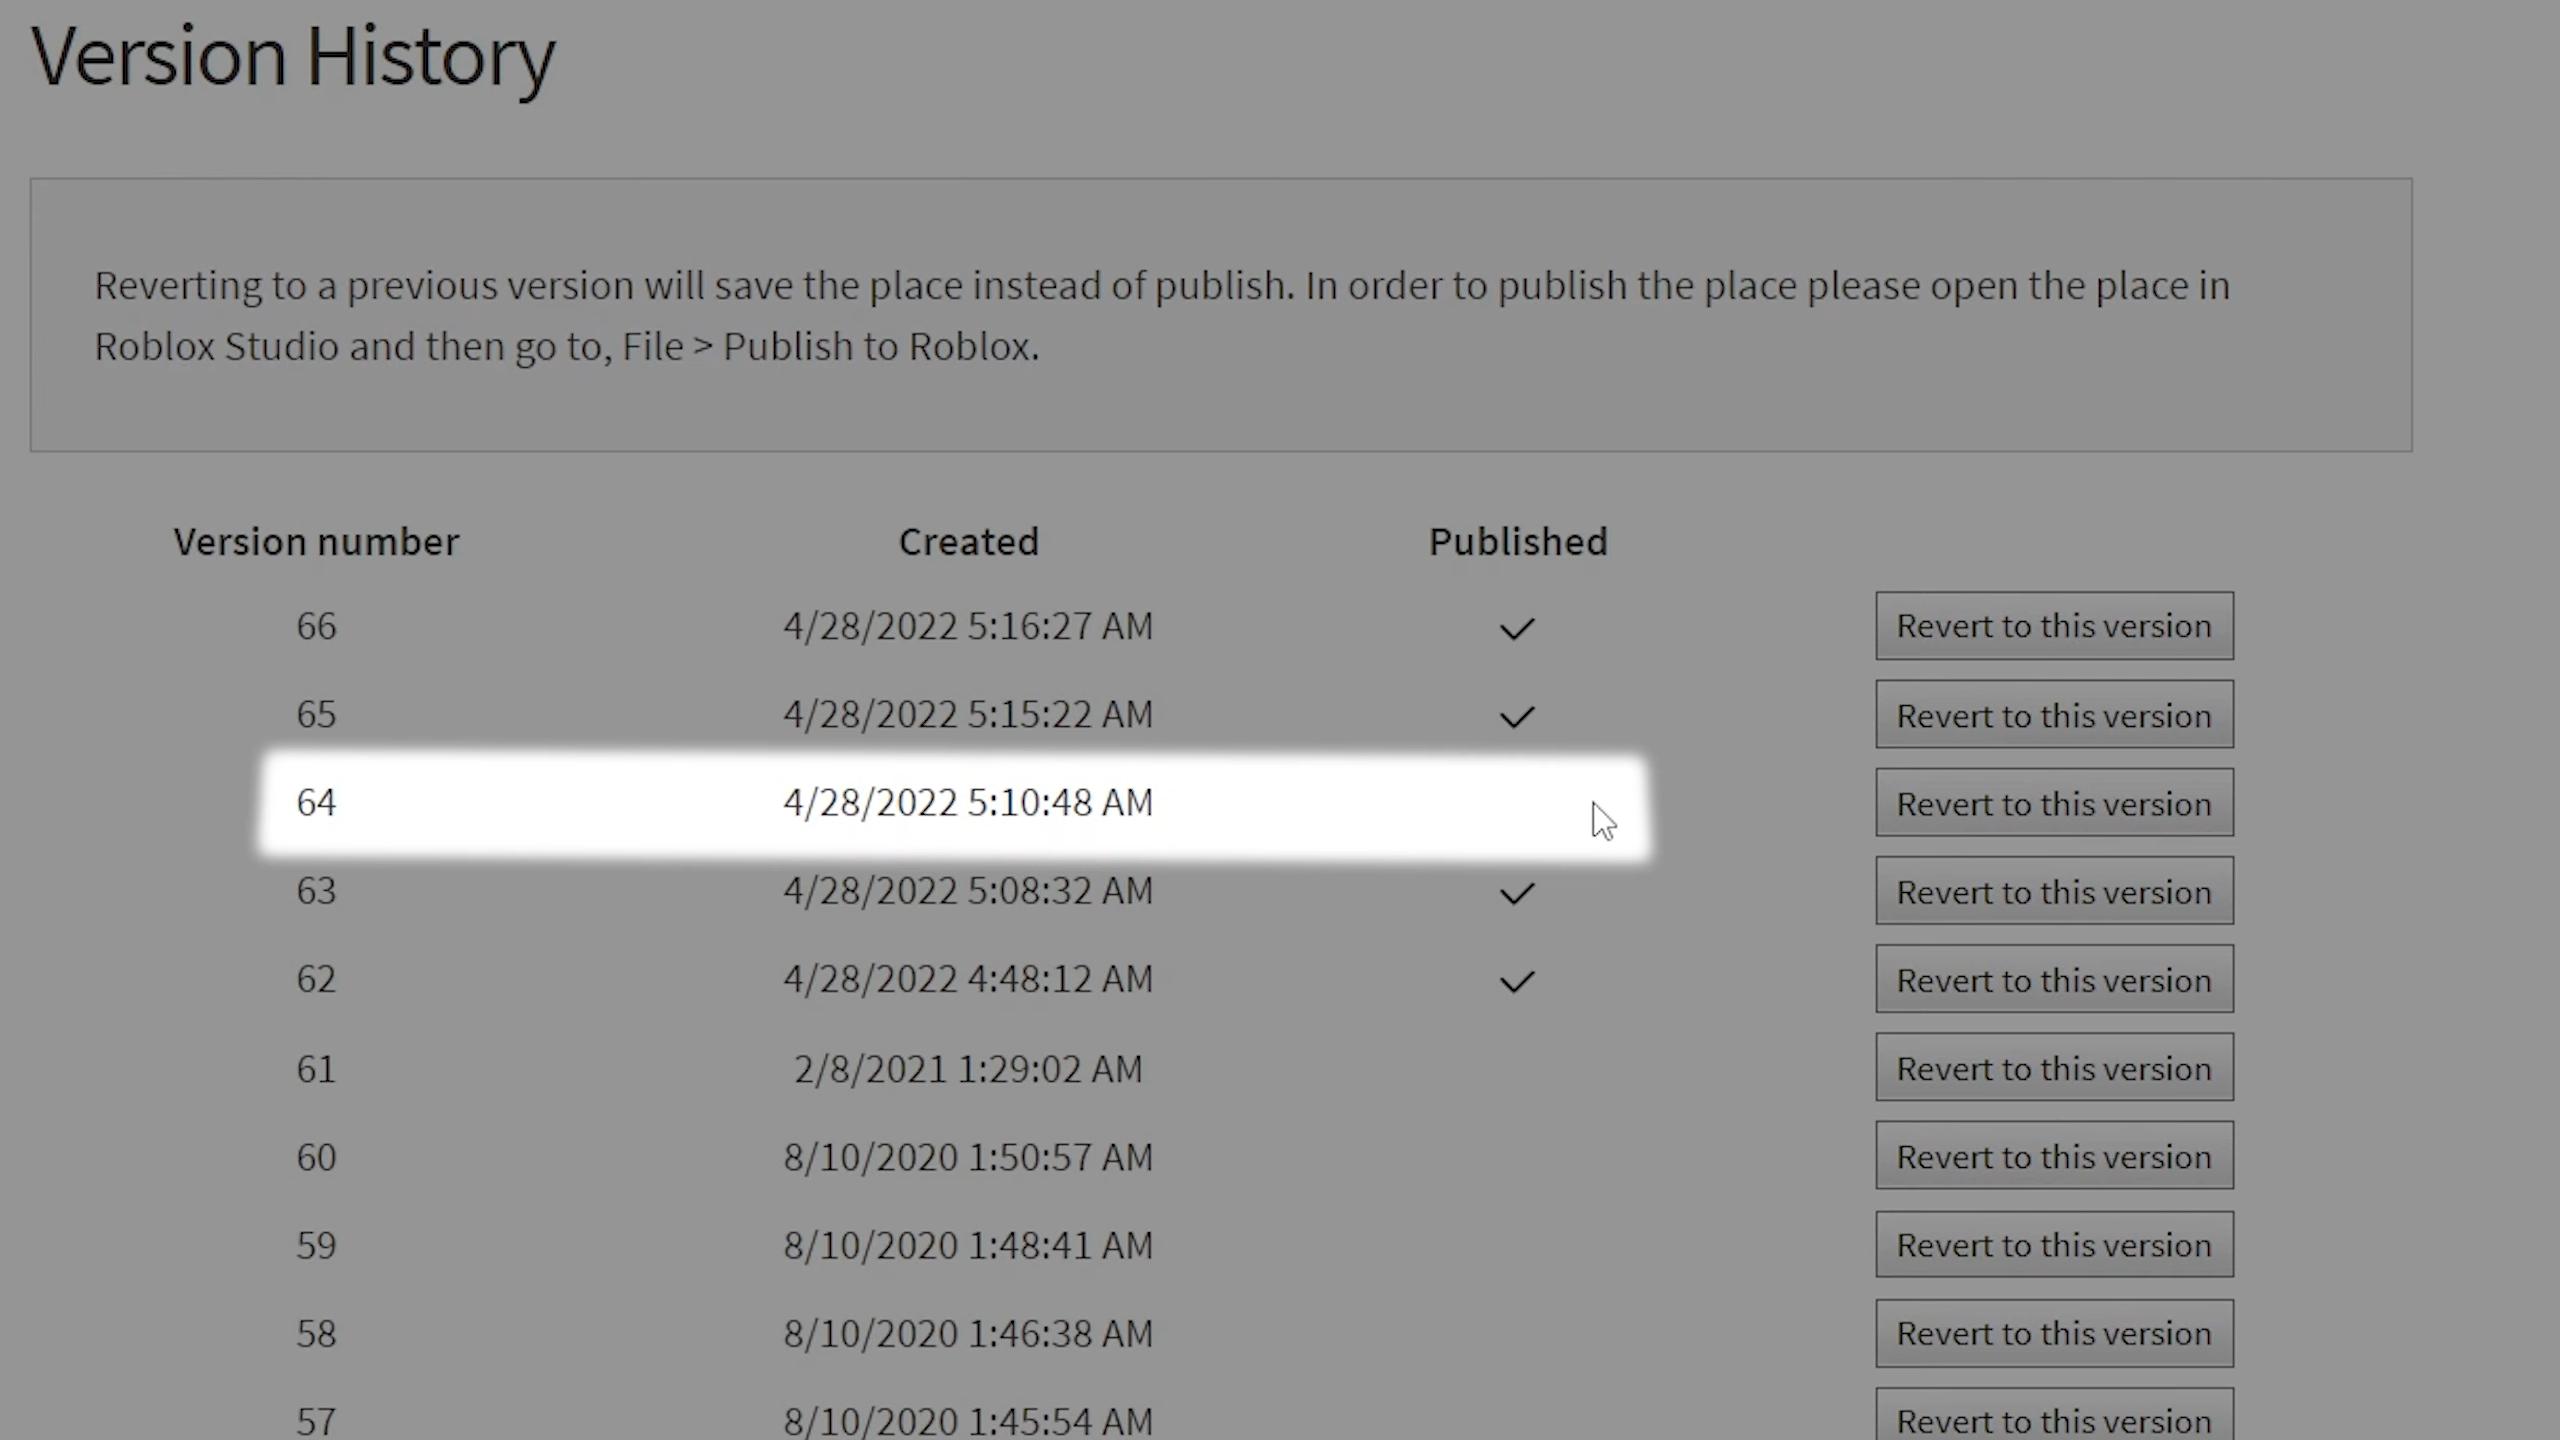 Version History
Reverting to a previous version will save the place instead of publish. In order to publish the place please open the place in
Roblox Studio and then go to, File > Publish to Roblox.
Version number Created Published
66 4/28/2022 5:16:27 AM ✓ Revert to this version
65 4/28/2022 5:15:22 AM ✓ Revert to this version
64 4/28/2022 5:10:48 AM Revert to this version
63 4/28/2022 5:08:32 AM ✓ Revert to this version
62 4/28/2022 4:48:12 AM ✓ Revert to this version
61 2/8/2021 1:29:02 AM Revert to this version
60 8/10/2020 1:50:57 AM Revert to this version
59 8/10/2020 1:48:41 AM Revert to this version
58 8/10/2020 1:46:38 AM Revert to this version
57 8/10/2020 1:45:54 AM Revert to this version